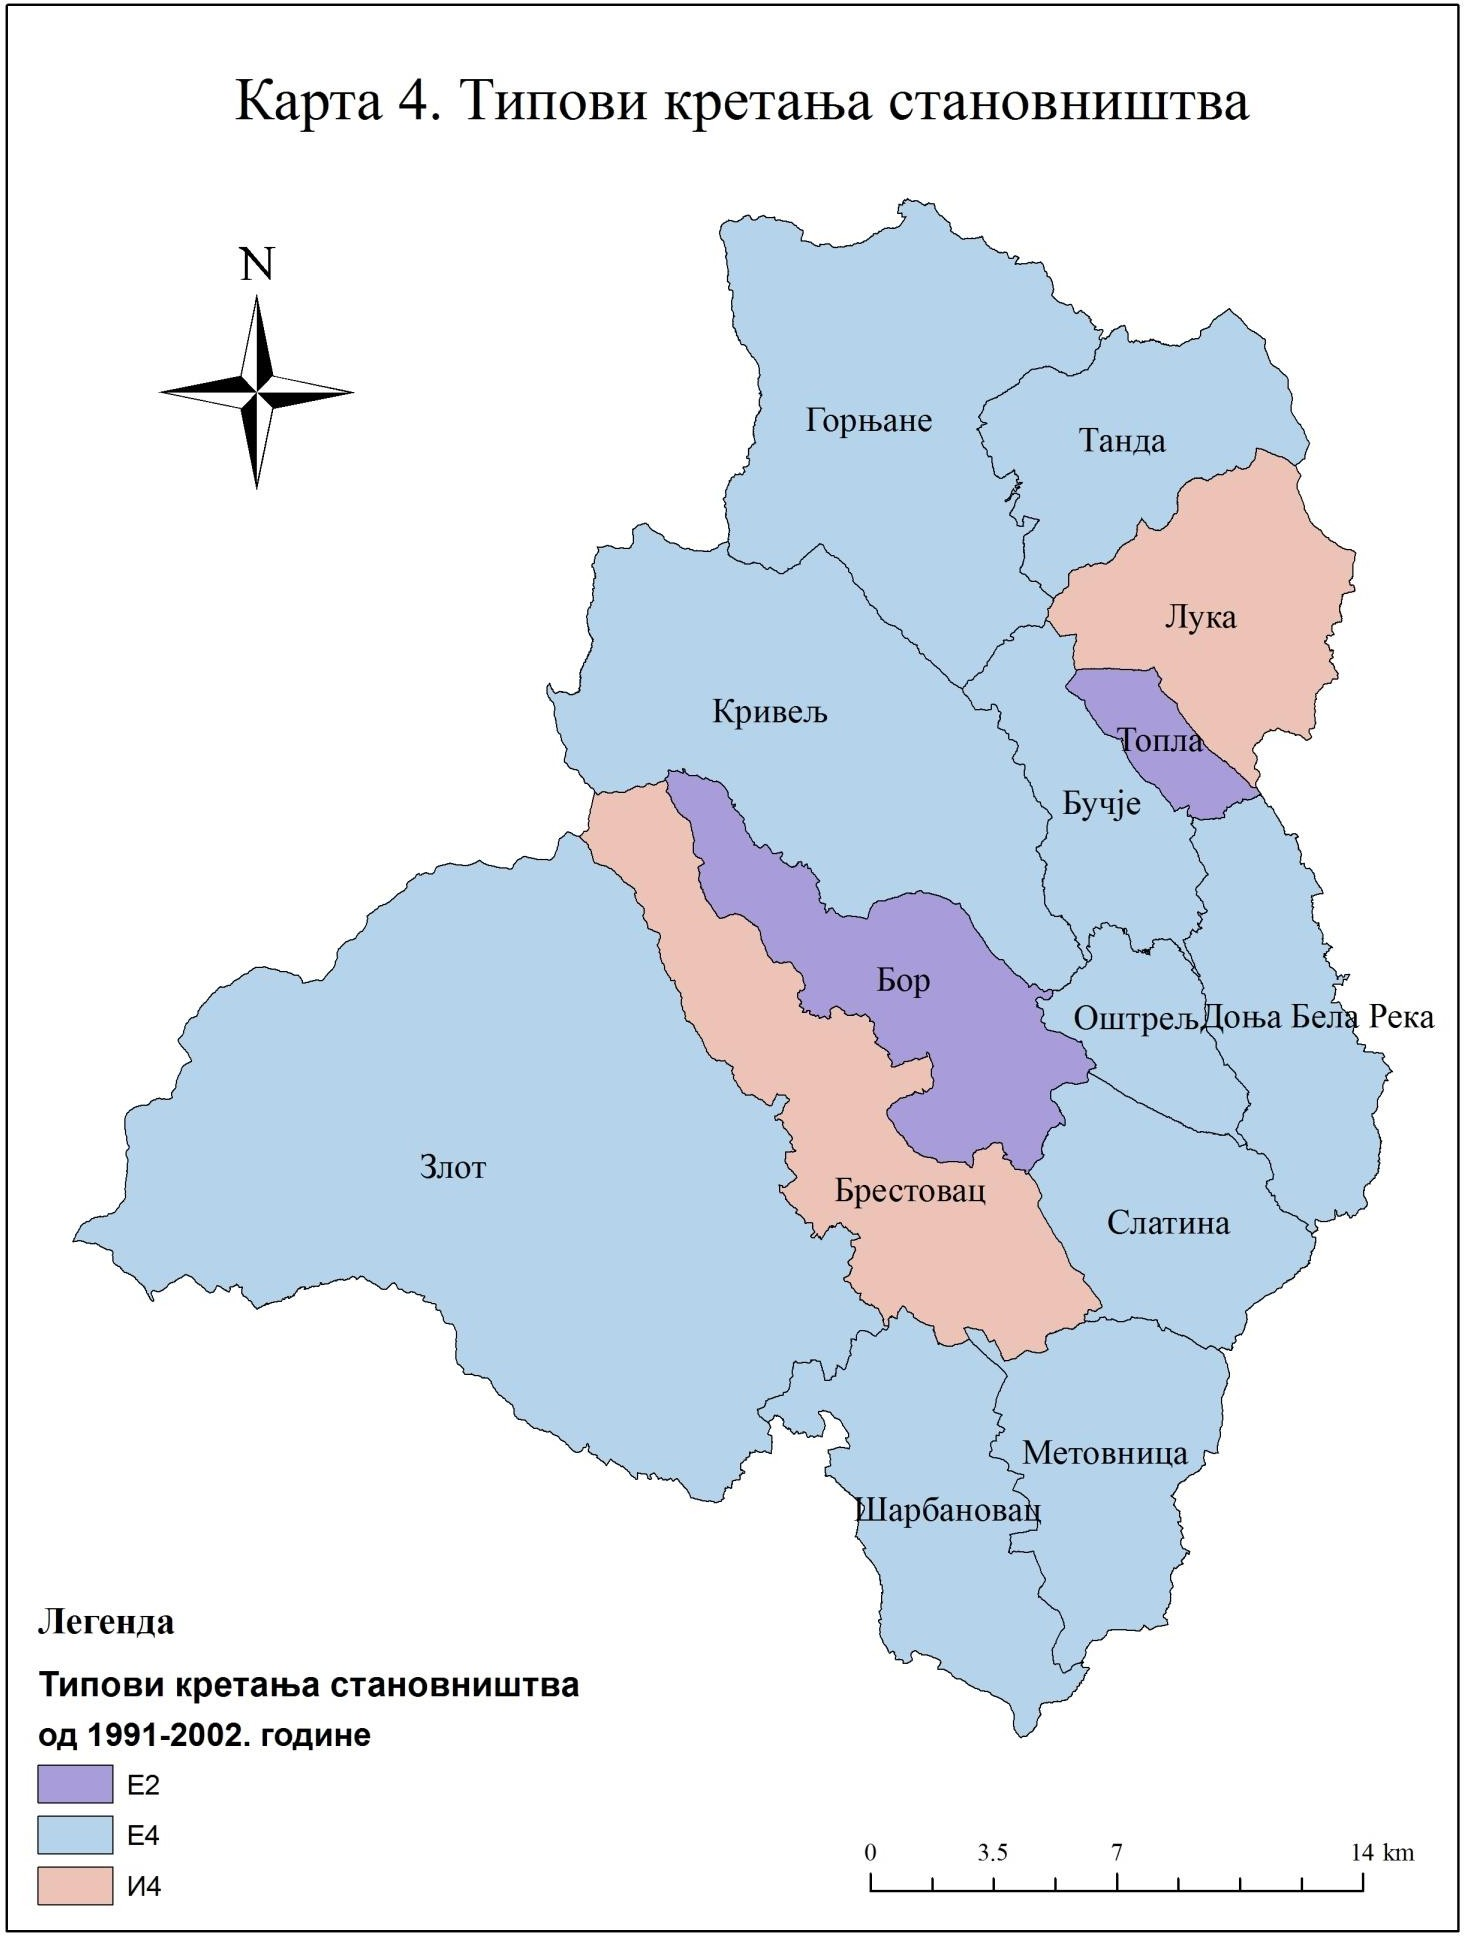 Карта 4. Типови кретања становништва
N
Горњане
Танда
Лука
Кривељ
Топла
Бучје
Бор
Оштрељ
Доња Бела Река
Злот
Брестовац
Слатина
Метовница
Шарбановац
Легенда
Типови кретања становништва
од 1991-2002. године
Е2
Е4
И4
0 3.5 7 14 km